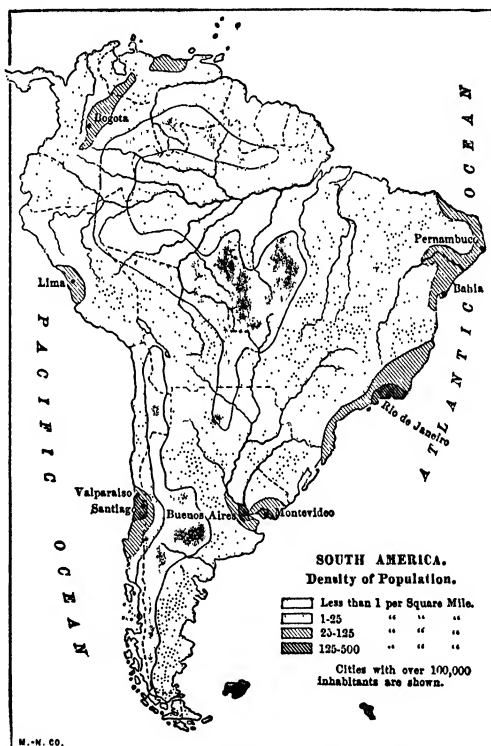 Bogota
Pernambuco
Lima
Bahia
Rio de Janeiro
Valparaiso
Santiago
Buenos Aires
Montevideo
PACIFIC OCEAN
ATLANTIC OCEAN
SOUTH AMERICA.
Density of Population.
Less than 1 per Square Mile.
1-25 “ “ “
25-125 “ “ “
125-500 “ “ “
Cities with over 100,000
inhabitants are shown.
M.-N. CO.